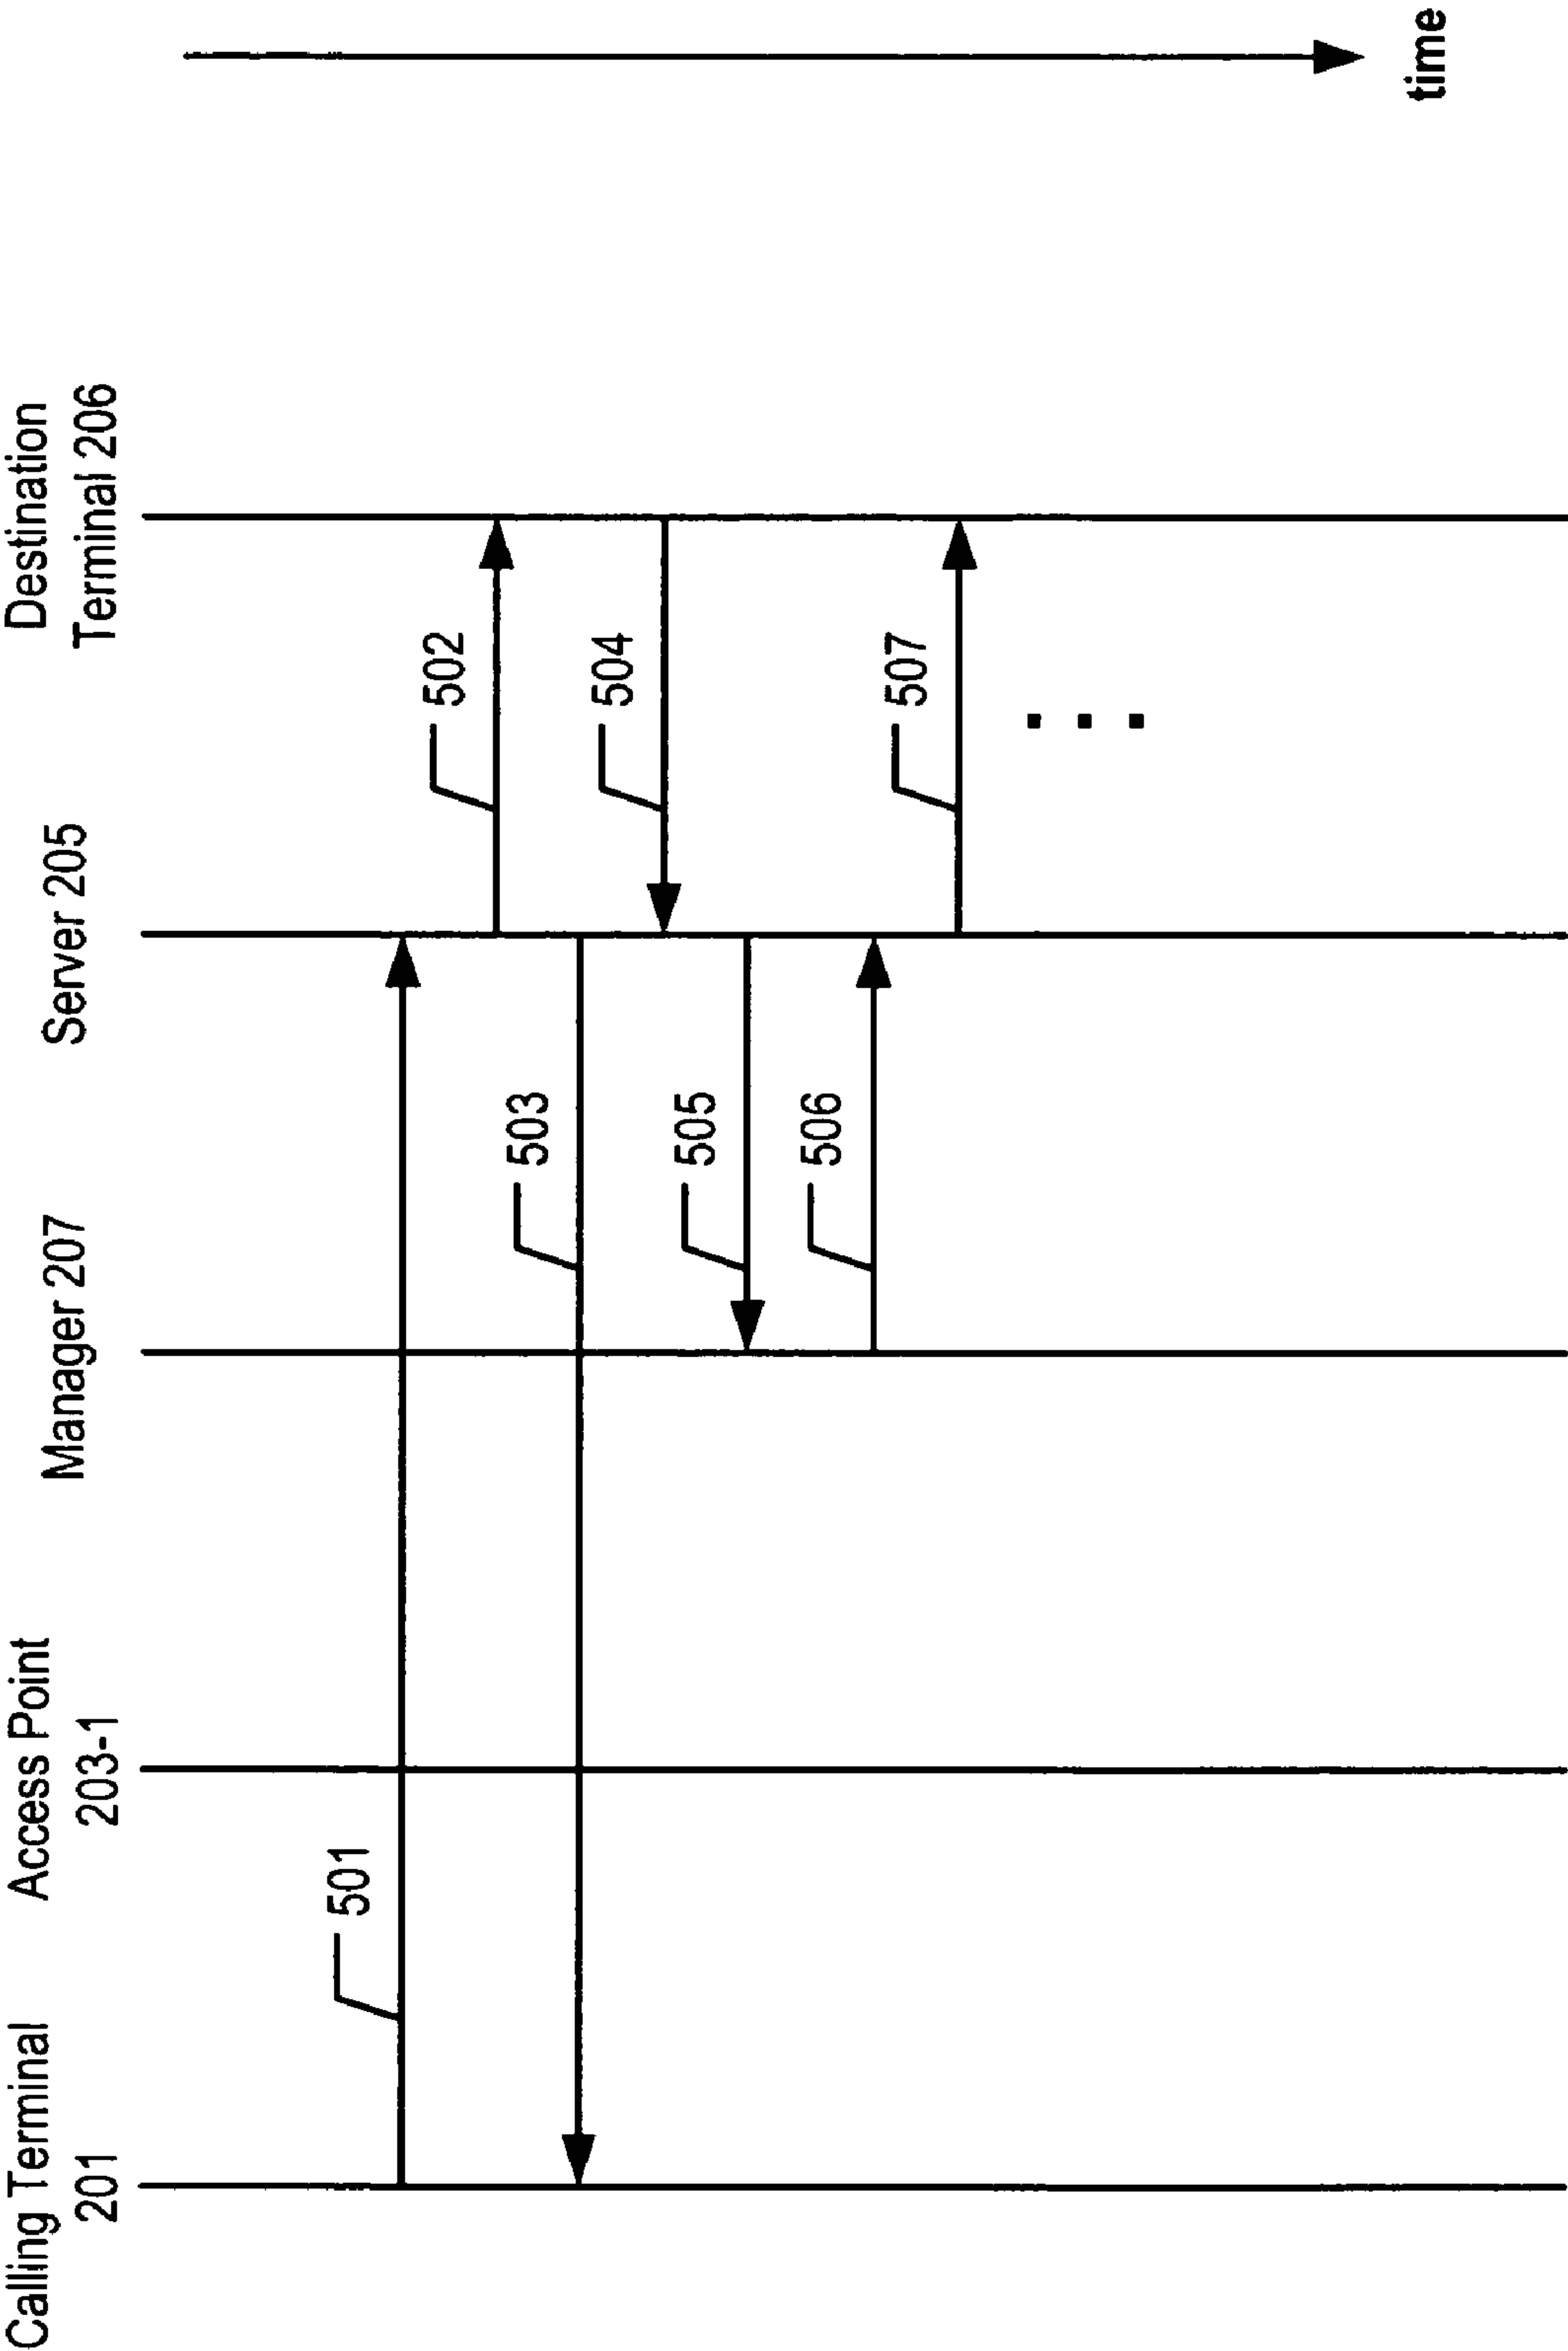 Calling Terminal
201
Access Point
203-1
Manager 207
Server 205
Destination
Terminal 206
501
502
503
504
505
506
507
time